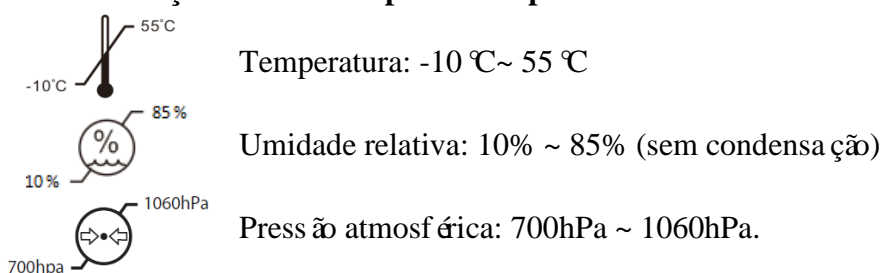 55°C
Temperatura: -10 ℃~ 55 ℃
-10°C
85%
%
Umidade relativa: 10% ~ 85% (sem condensação)
10%
1060hPa
Pressão atmosférica: 700hPa ~ 1060hPa.
700hpa